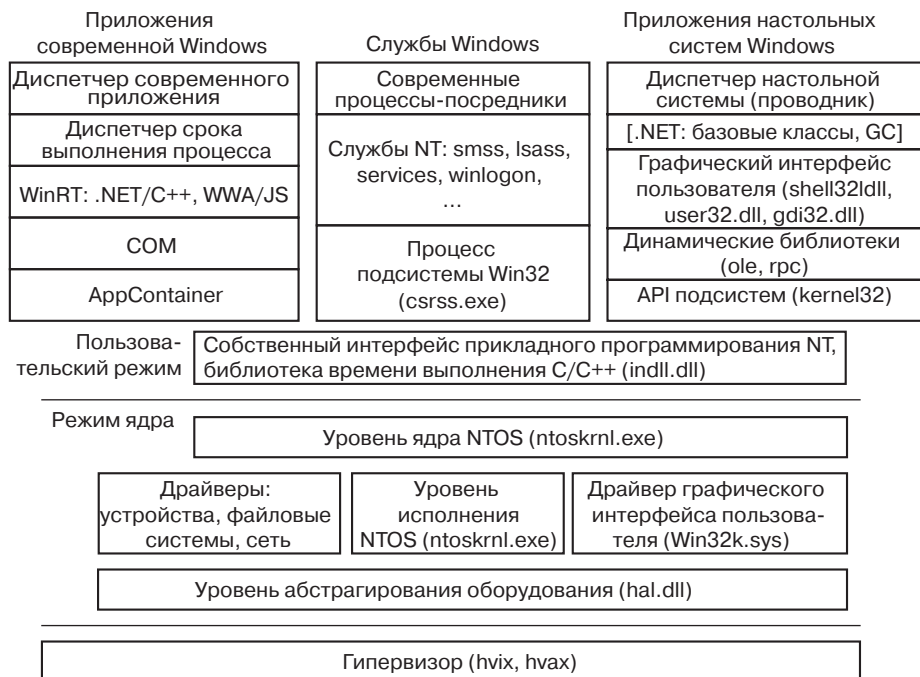 Приложения
современной Windows
Диспетчер современного
приложения
Диспетчер срока
выполнения процесса
WinRT: .NET/C++, WWA/JS
COM
AppContainer
Службы Windows
Современные
процессы-посредники
Службы NT: smss, lsass,
services, winlogon,
...
Процесс
подсистемы Win32
(csrss.exe)
Приложения настольных
систем Windows
Диспетчер настольной
системы (проводник)
[.NET: базовые классы, GC]
Графический интерфейс
пользователя (shell32ldll,
user32.dll, gdi32.dll)
Динамические библиотеки
(ole, rpc)
API подсистем (kernel32)
Пользова-
тельский режим
Собственный интерфейс прикладного программирования NT,
библиотека времени выполнения C/C++ (indll.dll)
Режим ядра
Уровень ядра NTOS (ntoskrnl.exe)
Драйверы:
устройства, файловые
системы, сеть
Уровень
исполнения
NTOS (ntoskrnl.exe)
Драйвер графического
интерфейса пользова-
теля (Win32k.sys)
Уровень абстрагирования оборудования (hal.dll)
Гипервизор (hvix, hvax)